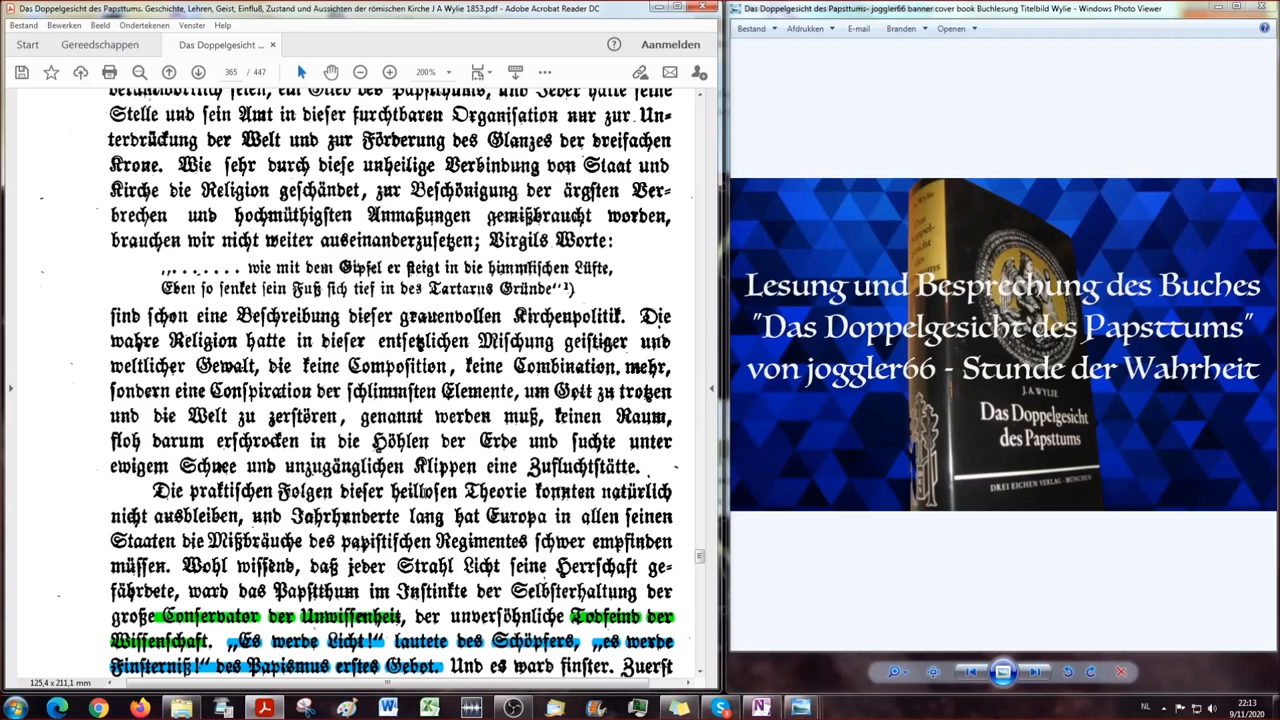 Das Doppelgesicht des Papsttums. Geschichte, Lehren, Geist, Einfluß, Zustand und Aussichten der römischen Kirche J A Wylie 1853.pdf - Adobe Acrobat Reader DC
Bestand Bewerken Beeld Ondertekenen Venster Help
Start Gereedschappen Das Doppelgesicht ... × Anmelden
365 / 447 200%
verantwortlich seien, ein Glied des Papstthums, und Jeder hatte seine
Stelle und sein Amt in dieser furchtbaren Organisation nur zur Un-
terdrückung der Welt und zur Förderung des Glanzes der dreifachen
Krone. Wie sehr durch diese unheilige Verbindung von Staat und
Kirche die Religion geschändet, zur Beschönigung der ärgsten Ver-
brechen und hochmüthigsten Anmaßungen gemißbraucht worden,
brauchen wir nicht weiter auseinanderzusetzen; Virgils Worte:
„....... wie mit dem Gipfel er steigt in die himmlischen Lüfte,
Eben so senket sein Fuß sich tief in des Tartarus Gründe“¹)
sind schon eine Beschreibung dieser grauenvollen Kirchenpolitik. Die
wahre Religion hatte in dieser entsetzlichen Mischung geistiger und
weltlicher Gewalt, die keine Composition, keine Combination mehr,
sondern eine Conspiration der schlimmsten Elemente, um Gott zu trotzen
und die Welt zu zerstören, genannt werden muß, keinen Raum,
floh darum erschrocken in die Höhlen der Erde und suchte unter
ewigem Schnee und unzugänglichen Klippen eine Zufluchtstätte.
Die praktischen Folgen dieser heillosen Theorie konnten natürlich
nicht ausbleiben, und Jahrhunderte lang hat Europa in allen seinen
Staaten die Mißbräuche des papistischen Regimentes schwer empfinden
müssen. Wohl wissend, daß jeder Strahl Licht seine Herrschaft ge-
fährdete, ward das Papstthum im Instinkte der Selbsterhaltung der
große Conservator der Unwissenheit, der unversöhnliche Todfeind der
Wissenschaft. „Es werde Licht!“ lautete des Schöpfers, „es werde
Finsterniß!“ des Papismus erstes Gebot. Und es ward finster. Zuerst
125,4 x 211,1 mm
Das Doppelgesicht des Papsttums- joggler66 banner cover book Buchlesung Titelbild Wylie - Windows Photo Viewer
Bestand Afdrukken E-mail Branden Openen
Lesung und Besprechung des Buches
"Das Doppelgesicht des Papsttums"
von joggler66 - Stunde der Wahrheit
J. A. WYLIE
Das Doppelgesicht
des Papsttums
DREI EICHEN VERLAG · MÜNCHEN
NL 22:13
9/11/2020